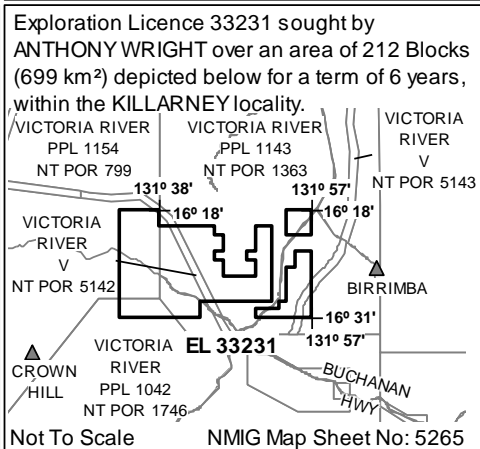 Exploration Licence 33231 sought by
ANTHONY WRIGHT over an area of 212 Blocks
(699 km²) depicted below for a term of 6 years,
within the KILLARNEY locality.
VICTORIA RIVER
PPL 1154
NT POR 799
VICTORIA RIVER
PPL 1143
NT POR 1363
VICTORIA
RIVER
V
NT POR 5143
131º 38'
16º 18'
131º 57'
16º 18'
VICTORIA
RIVER
V
NT POR 5142
BIRRIMBA
16º 31'
131º 57'
EL 33231
CROWN
HILL
VICTORIA
RIVER
PPL 1042
NT POR 1746
BUCHANAN
HWY
Not To Scale
NMIG Map Sheet No: 5265